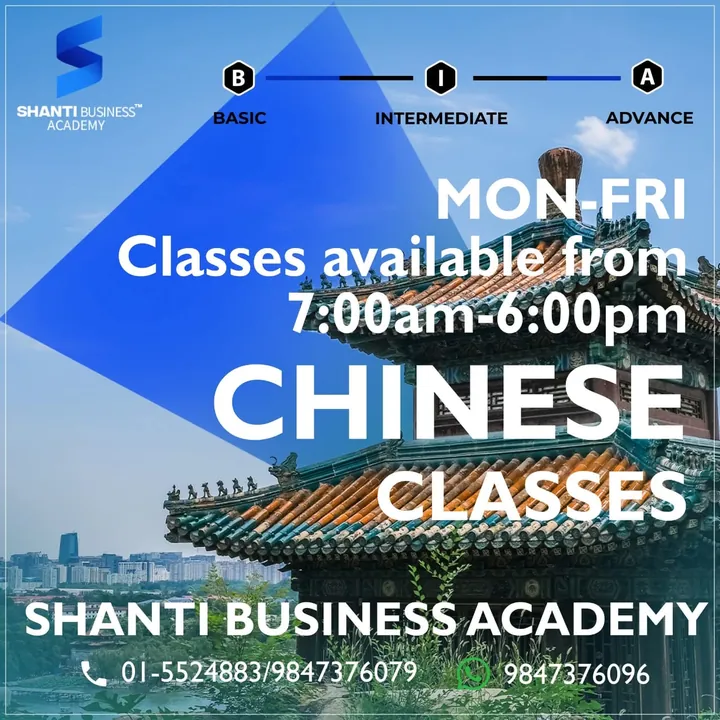 SHANTI BUSINESS™
ACADEMY
B I A
BASIC INTERMEDIATE ADVANCE
MON-FRI
Classes available from
7:00am-6:00pm
CHINESE
CLASSES
SHANTI BUSINESS ACADEMY
01-5524883/9847376079 9847376096